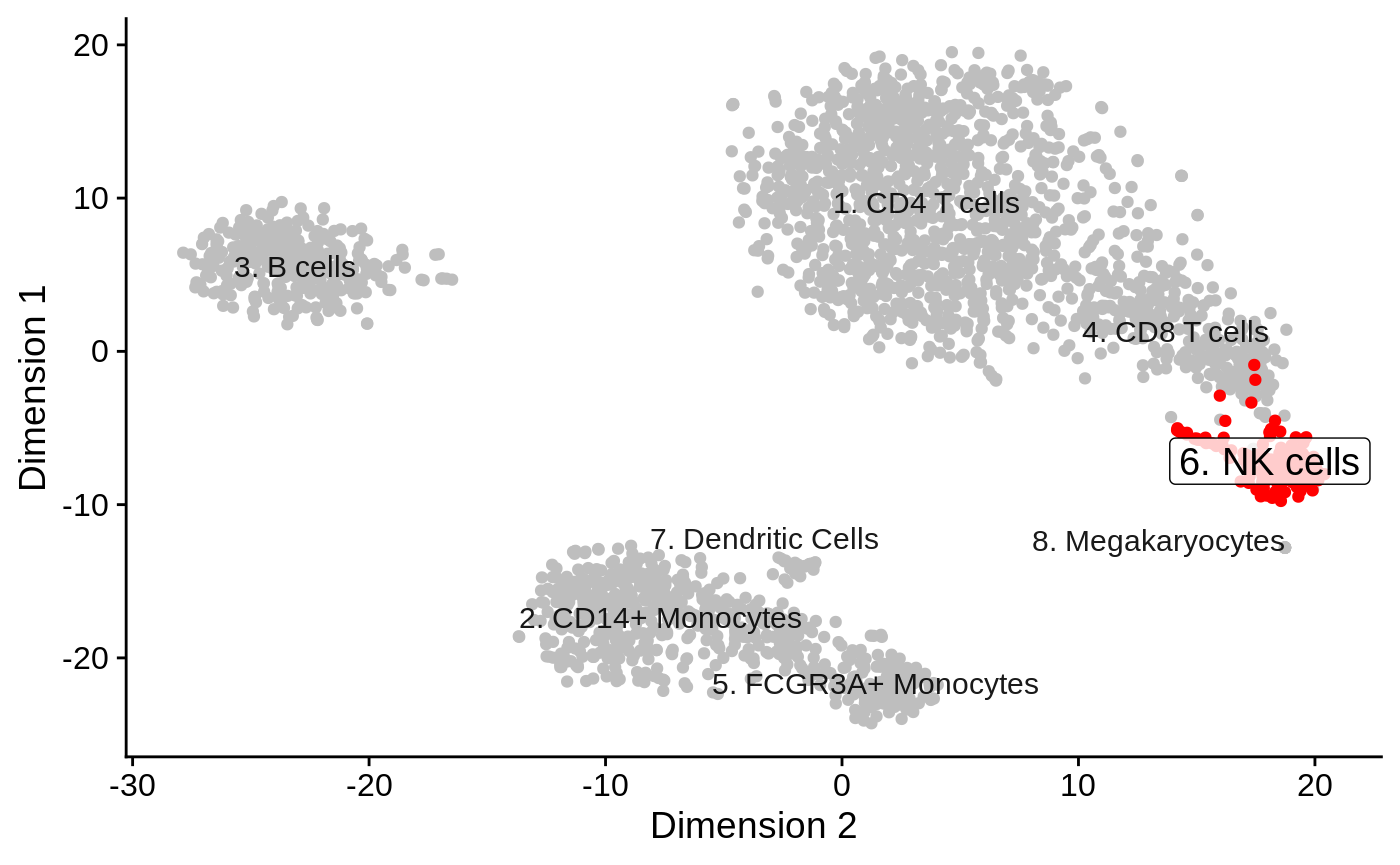 20
10
0
-10
-20
Dimension 1
1. CD4 T cells
3. B cells
4. CD8 T cells
6. NK cells
7. Dendritic Cells
8. Megakaryocytes
2. CD14+ Monocytes
5. FCGR3A+ Monocytes
-30
-20
-10
0
10
20
Dimension 2